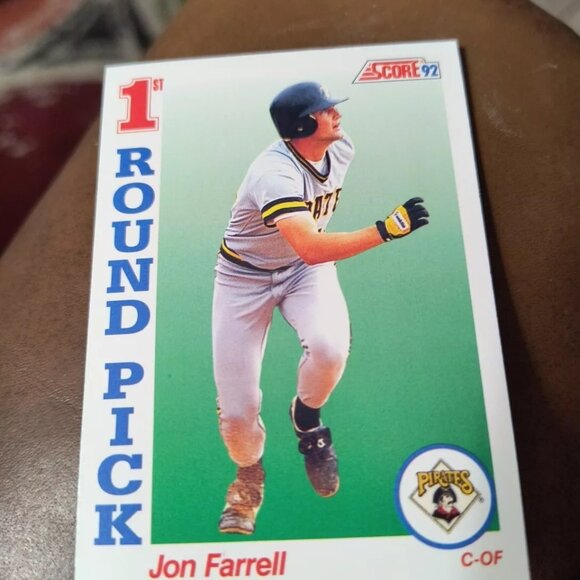 SCORE 92
1ST
ROUND PICK
PIRATES
Jon Farrell
C-OF